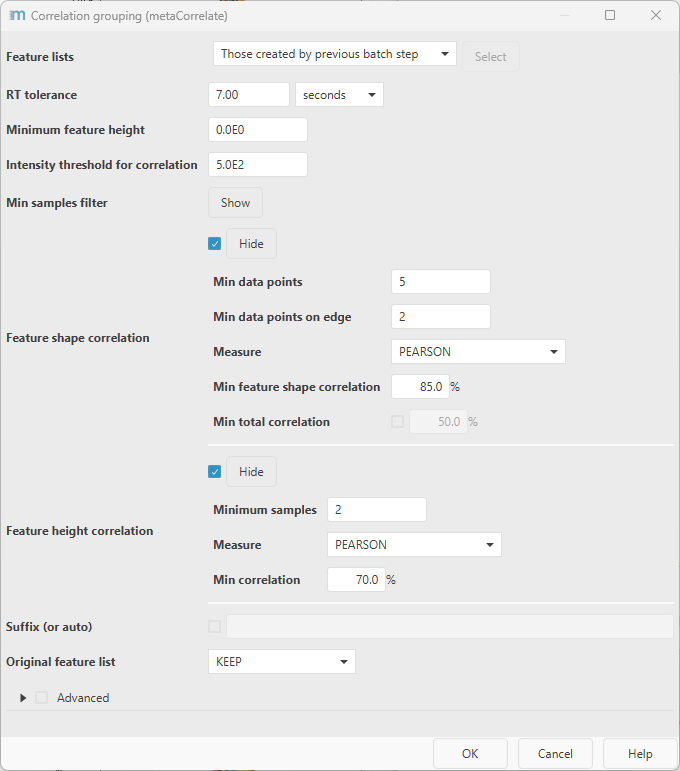 m Correlation grouping (metaCorrelate)
Feature lists Those created by previous batch step Select
RT tolerance 7.00 seconds
Minimum feature height 0.0E0
Intensity threshold for correlation 5.0E2
Min samples filter Show
Hide
Min data points 5
Min data points on edge 2
Feature shape correlation Measure PEARSON
Min feature shape correlation 85.0 %
Min total correlation 50.0 %
Hide
Minimum samples 2
Feature height correlation Measure PEARSON
Min correlation 70.0 %
Suffix (or auto)
Original feature list KEEP
Advanced
OK Cancel Help